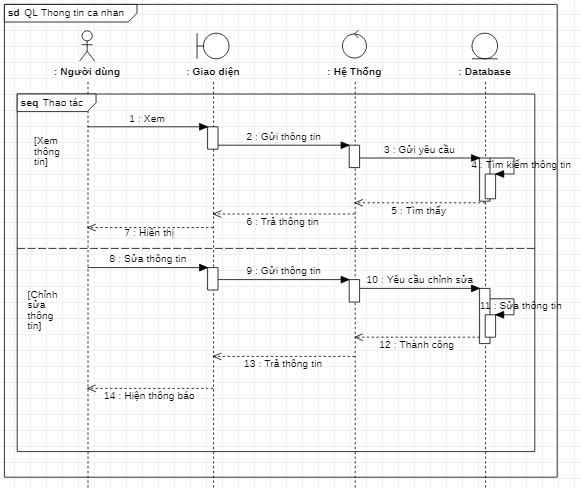 sd QL Thong tin ca nhan
: Người dùng
: Giao diện
: Hệ Thống
: Database
seq Thao tác
[Xem
thông
tin]
1 : Xem
2 : Gửi thông tin
3 : Gửi yêu cầu
4 : Tìm kiếm thông tin
5 : Tìm thấy
6 : Trả thông tin
7 : Hiển thị
[Chỉnh
sửa
thông
tin]
8 : Sửa thông tin
9 : Gửi thông tin
10 : Yêu cầu chỉnh sửa
11 : Sửa thông tin
12 : Thành công
13 : Trả thông tin
14 : Hiện thông báo